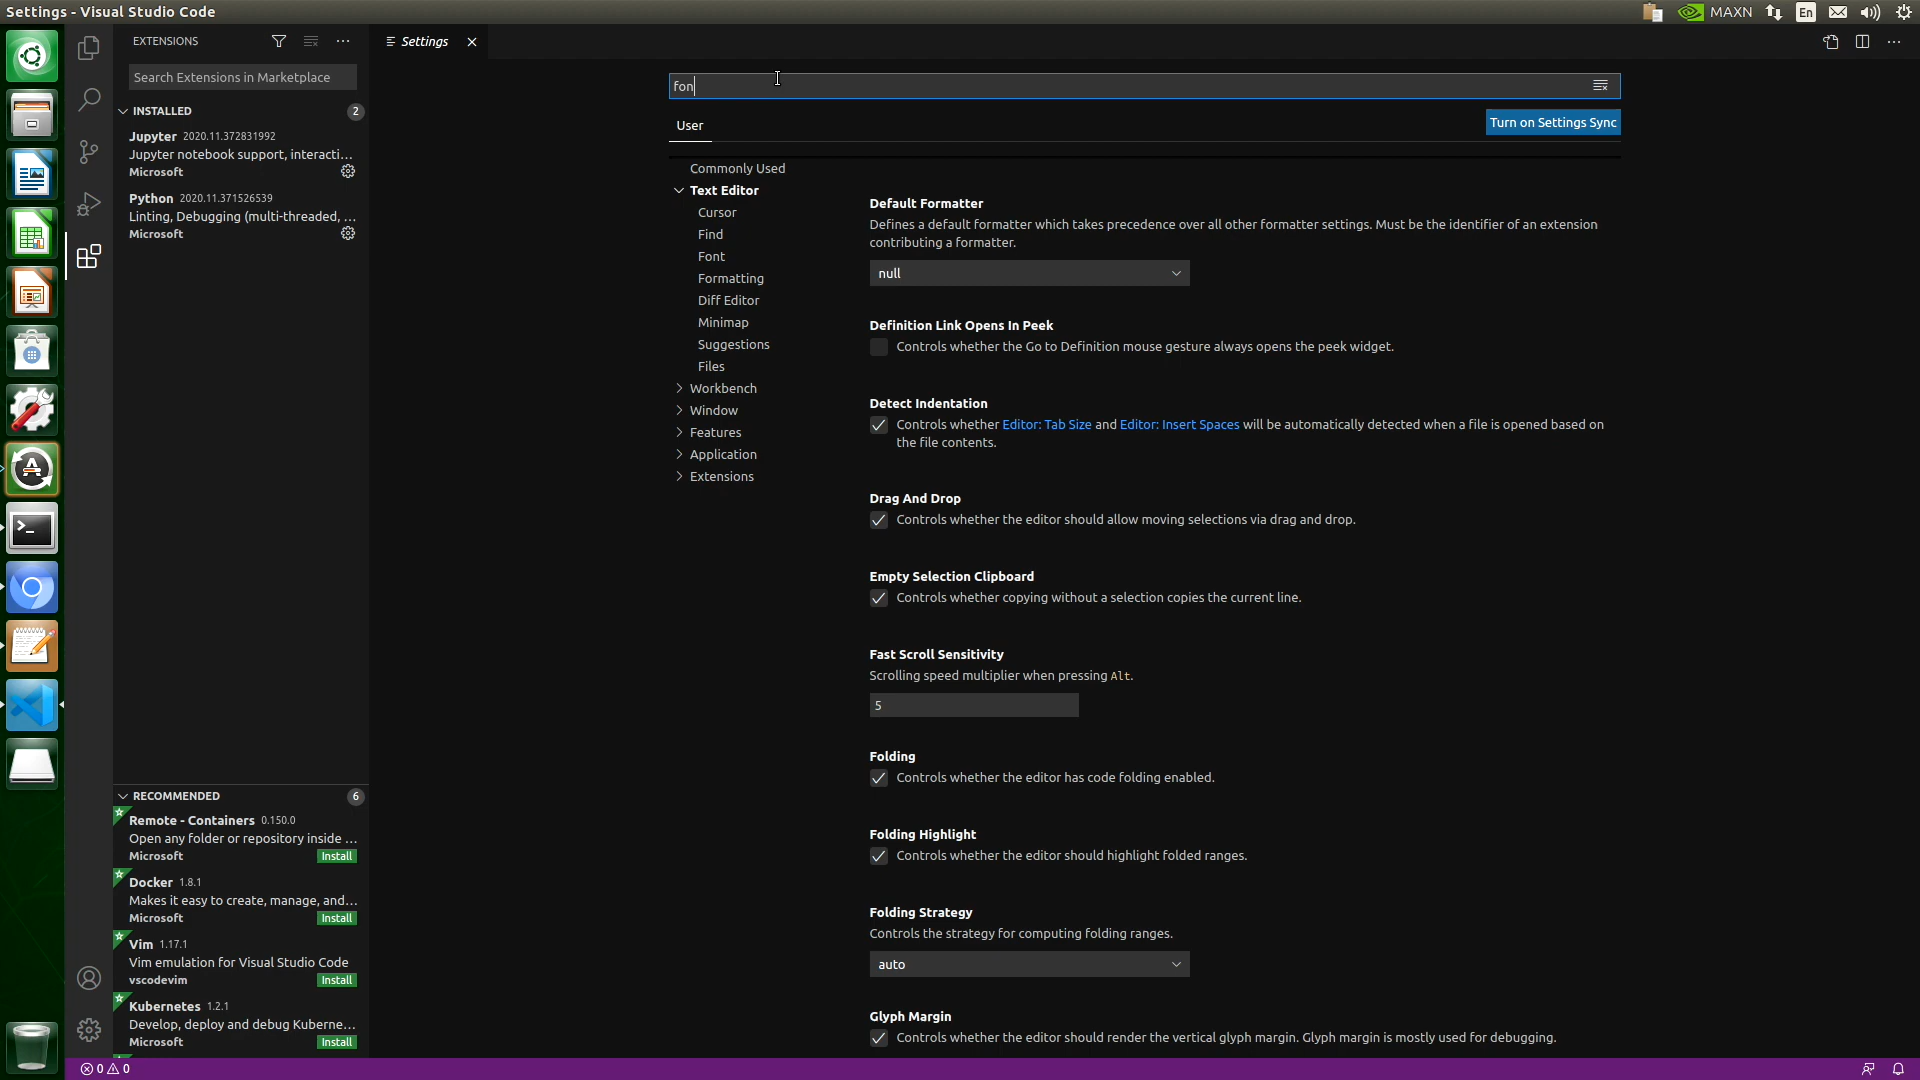 Settings - Visual Studio Code
MAXN
En
EXTENSIONS
Search Extensions in Marketplace
INSTALLED
2
Jupyter 2020.11.372831992
Jupyter notebook support, interacti...
Microsoft
Python 2020.11.371526539
Linting, Debugging (multi-threaded, ...
Microsoft
RECOMMENDED
6
Remote - Containers 0.150.0
Open any folder or repository inside ...
Microsoft
Install
Docker 1.8.1
Makes it easy to create, manage, and...
Microsoft
Install
Vim 1.17.1
Vim emulation for Visual Studio Code
vscodevim
Install
Kubernetes 1.2.1
Develop, deploy and debug Kuberne...
Microsoft
Install
Settings
fon
User
Turn on Settings Sync
Commonly Used
Text Editor
Cursor
Find
Font
Formatting
Diff Editor
Minimap
Suggestions
Files
Workbench
Window
Features
Application
Extensions
Default Formatter
Defines a default formatter which takes precedence over all other formatter settings. Must be the identifier of an extension
contributing a formatter.
null
Definition Link Opens In Peek
Controls whether the Go to Definition mouse gesture always opens the peek widget.
Detect Indentation
Controls whether Editor: Tab Size and Editor: Insert Spaces will be automatically detected when a file is opened based on
the file contents.
Drag And Drop
Controls whether the editor should allow moving selections via drag and drop.
Empty Selection Clipboard
Controls whether copying without a selection copies the current line.
Fast Scroll Sensitivity
Scrolling speed multiplier when pressing Alt.
5
Folding
Controls whether the editor has code folding enabled.
Folding Highlight
Controls whether the editor should highlight folded ranges.
Folding Strategy
Controls the strategy for computing folding ranges.
auto
Glyph Margin
Controls whether the editor should render the vertical glyph margin. Glyph margin is mostly used for debugging.
0 0